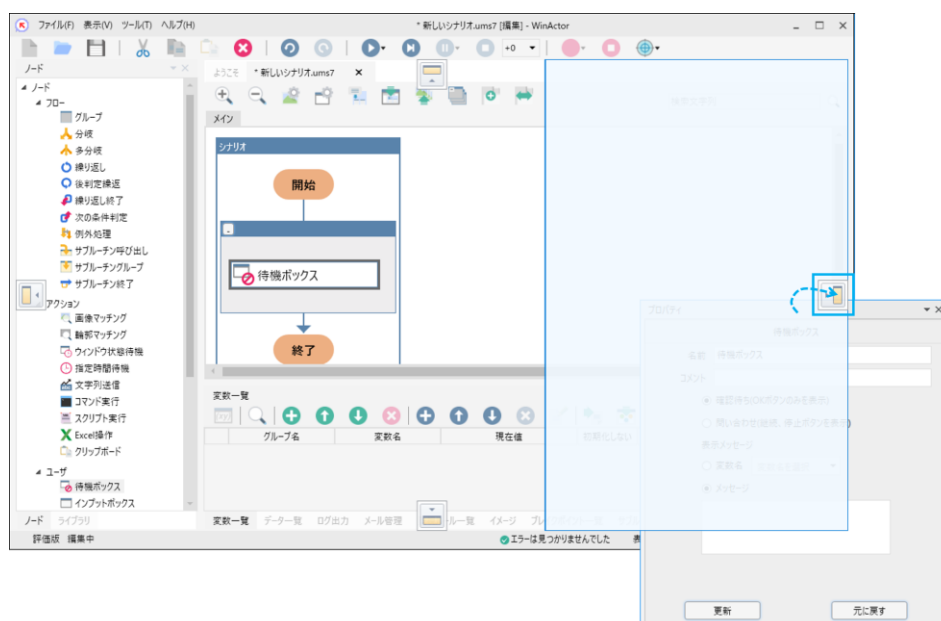 ファイル(F) 表示(V) ツール(T) ヘルプ(H)
* 新しいシナリオ.ums7 [編集] - WinActor
+0
ノード
ようこそ * 新しいシナリオ.ums7
ノード
フロー
グループ
分岐
多分岐
繰り返し
後判定繰返
繰り返し終了
次の条件判定
例外処理
サブルーチン呼び出し
サブルーチングループ
サブルーチン終了
アクション
画像マッチング
輪郭マッチング
ウィンドウ状態待機
指定時間待機
文字列送信
コマンド実行
スクリプト実行
Excel操作
クリップボード
ユーザ
待機ボックス
インプットボックス
ノード ライブラリ
メイン
シナリオ
開始
待機ボックス
終了
変数一覧
グループ名 変数名 現在値 初期化しない
変数一覧 データ一覧 ログ出力 メール管理 ル一覧 イメージ
評価版 編集中
エラーは見つかりませんでした
プロパティ
待機ボックス
名前 待機ボックス
コメント
確認待ち(OKボタンのみを表示)
問い合わせ(継続、停止ボタンを表示)
表示メッセージ
変数名
メッセージ
更新 元に戻す